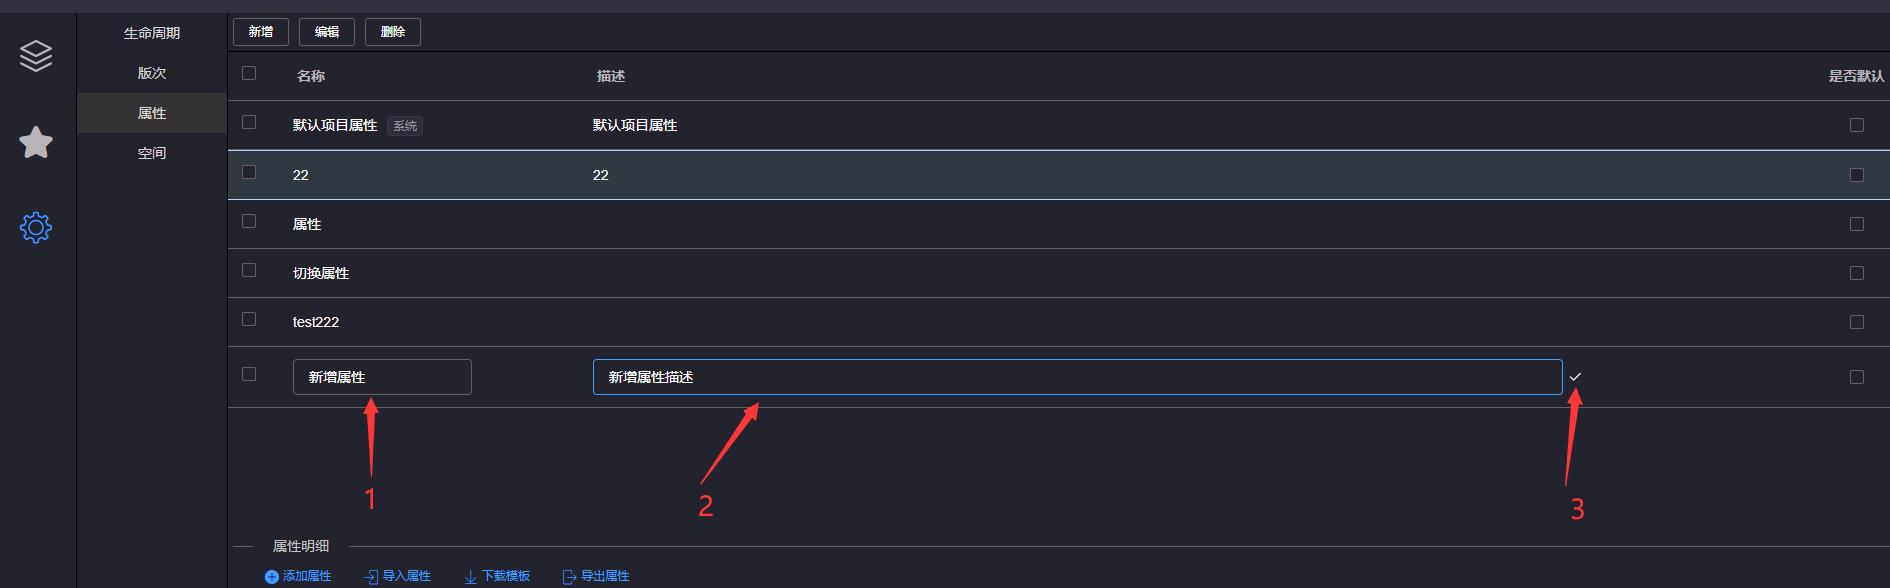 生命周期
版次
属性
空间
新增 编辑 删除
名称 描述 是否默认
默认项目属性 系统 默认项目属性
22 22
属性
切换属性
test222
新增属性 新增属性描述
1 2 3
属性明细
添加属性 导入属性 下载模板 导出属性